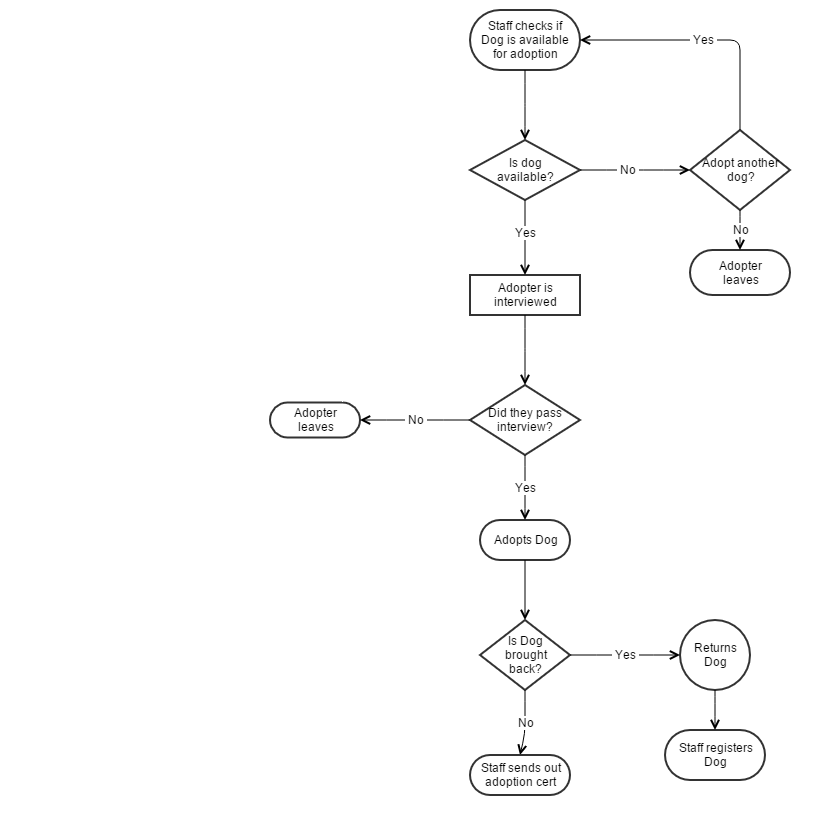 Staff checks if
Dog is available
for adoption
Yes
Is dog
available?
No
Adopt another
dog?
Yes
No
Adopter
leaves
Adopter is
interviewed
Did they pass
interview?
No
Adopter
leaves
Yes
Adopts Dog
Is Dog
brought
back?
Yes
Returns
Dog
No
Staff registers
Dog
Staff sends out
adoption cert